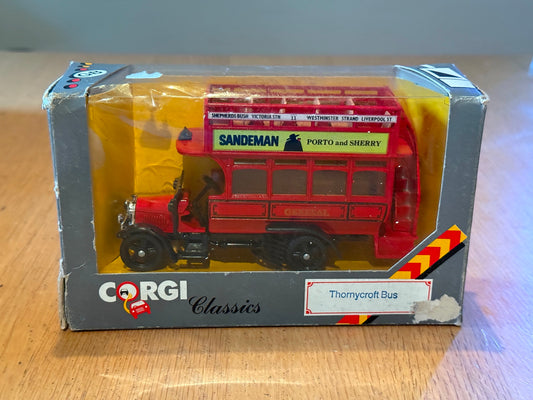 SHEPHERDS BUSH VICTORIA STN 11 WESTMINSTER STRAND LIVERPOOL ST
SANDEMAN PORTO and SHERRY
GENERAL
CORGI Classics
Thornycroft Bus